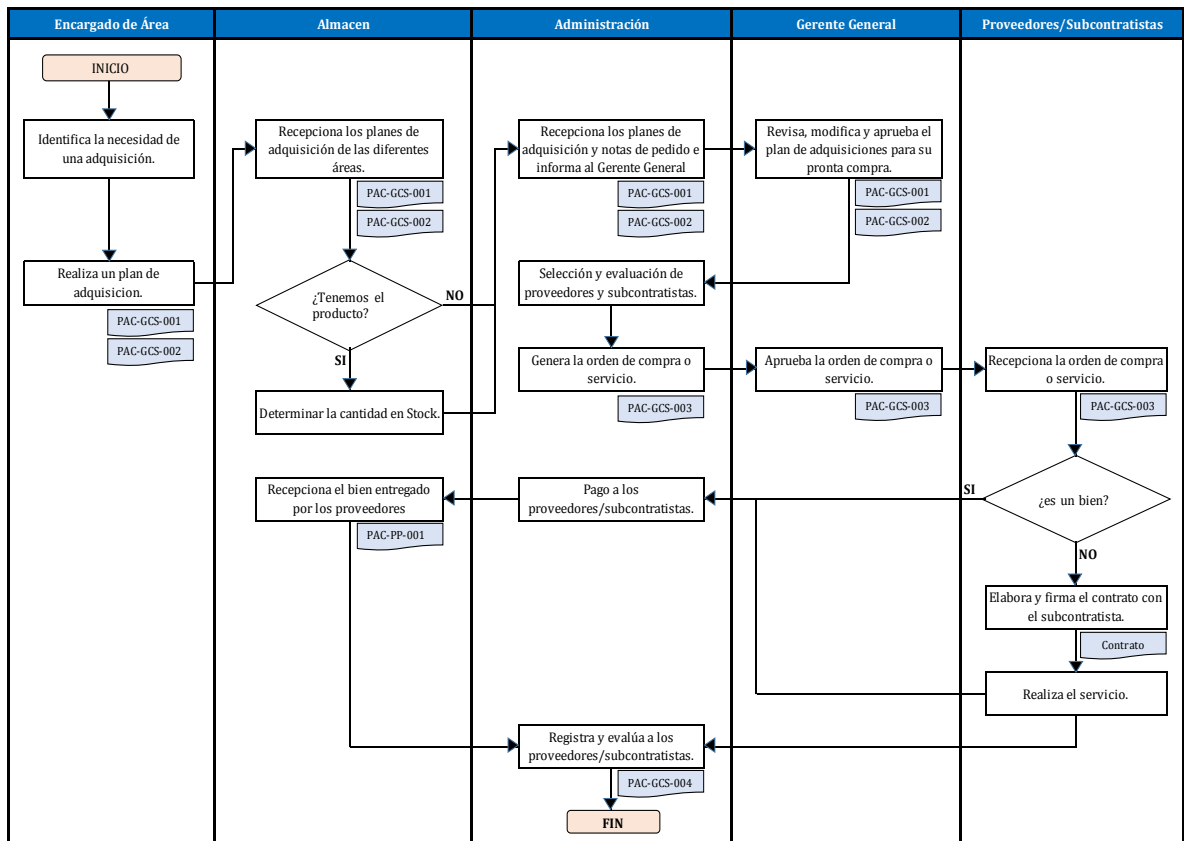 Encargado de Área
Almacen
Administración
Gerente General
Proveedores/Subcontratistas
INICIO
Identifica la necesidad de
una adquisición.
Recepciona los planes de
adquisición de las diferentes
áreas.
PAC-GCS-001
PAC-GCS-002
Recepciona los planes de
adquisición y notas de pedido e
informa al Gerente General
PAC-GCS-001
PAC-GCS-002
Revisa, modifica y aprueba el
plan de adquisiciones para su
pronta compra.
PAC-GCS-001
PAC-GCS-002
Realiza un plan de
adquisicion.
PAC-GCS-001
PAC-GCS-002
¿Tenemos el
producto?
NO
SI
Selección y evaluación de
proveedores y subcontratistas.
Genera la orden de compra o
servicio.
PAC-GCS-003
Aprueba la orden de compra o
servicio.
PAC-GCS-003
Recepciona la orden de compra
o servicio.
PAC-GCS-003
Determinar la cantidad en Stock.
Recepciona el bien entregado
por los proveedores
PAC-PP-001
Pago a los
proveedores/subcontratistas.
SI
¿es un bien?
NO
Elabora y firma el contrato con
el subcontratista.
Contrato
Realiza el servicio.
Registra y evalúa a los
proveedores/subcontratistas.
PAC-GCS-004
FIN